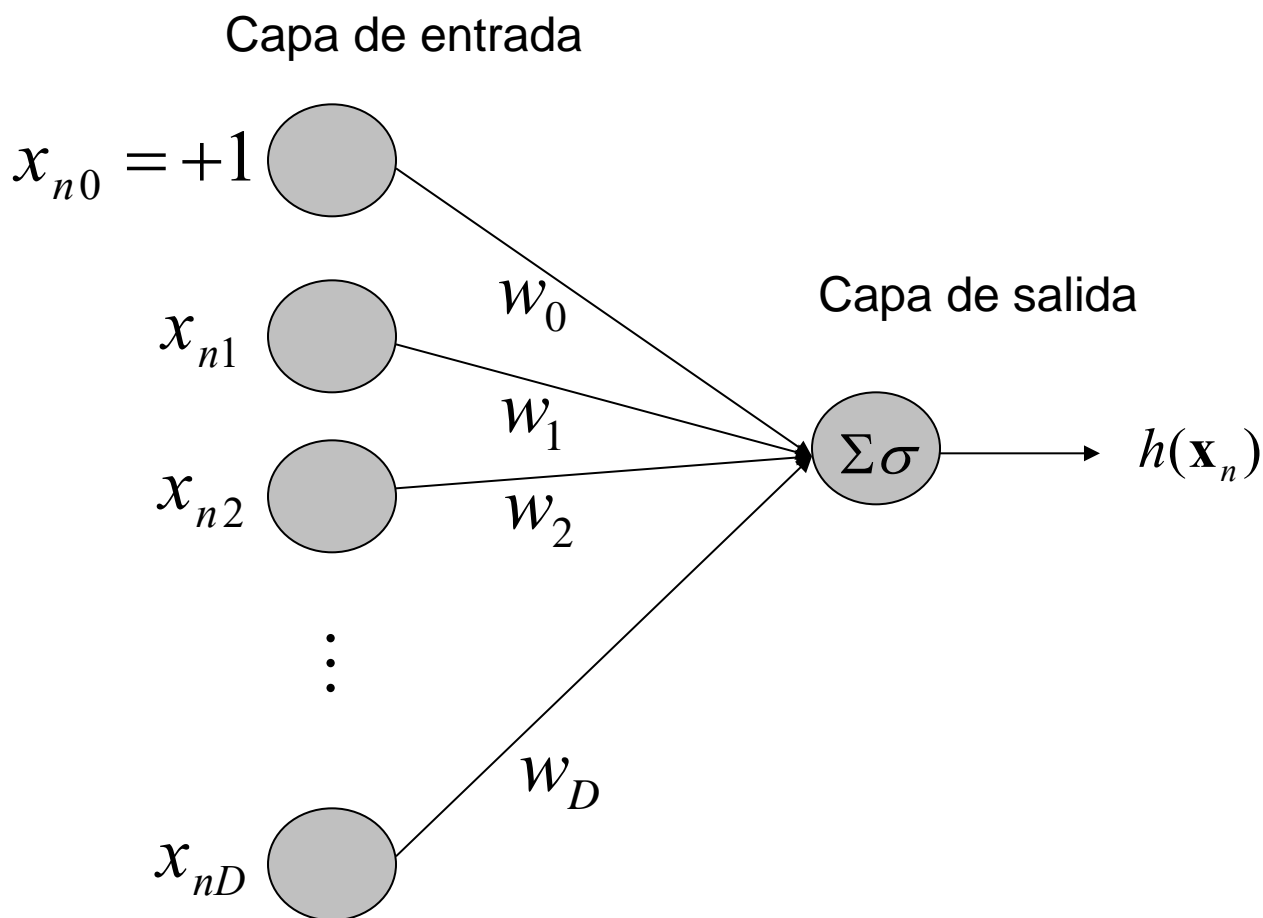 Capa de entrada
x_{n0} = +1
w_0
Capa de salida
x_{n1}
w_1
Σσ
h(𝐱_n)
x_{n2}
w_2
⋮
w_D
x_{nD}